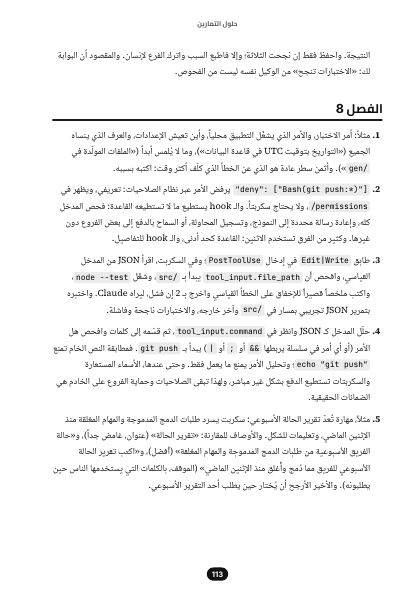 حلول التمارين
النتيجة. واحفظ فقط إن نجحت الثلاثة؛ وإلا فاطبع السبب واترك الفرع لإنسان. والمقصود أن البوابة
لك: «الاختبارات تنجح» من الوكيل نفسه ليست من الفحوص.
الفصل 8
1. مثلاً: أمر الاختبار، والأمر الذي يشغّل التطبيق محلياً، وأين تعيش الإعدادات، والعرف الذي ينساه
الجميع («التواريخ بتوقيت UTC في قاعدة البيانات»)، وما لا يُلمس أبداً («الملفات المولّدة في
gen/»). وأثمن سطر عادة هو عن الخطأ الذي كلّف أكثر وقت: اكتبه بسببه.
2. "deny": ["Bash(git push:*)"] يرفض الأمر عبر نظام الصلاحيات: تعريفي، ويظهر في
/permissions، ولا يحتاج سكربتاً. والـ hook يستطيع ما لا تستطيعه القاعدة: فحص المدخل
كله، وإعادة رسالة محددة إلى النموذج، وتسجيل المحاولة، أو السماح بالدفع إلى بعض الفروع دون
غيرها. وكثير من الفرق تستخدم الاثنين: القاعدة كحد أدنى، والـ hook للتفاصيل.
3. طابق Edit|Write في إدخال PostToolUse؛ وفي السكربت، اقرأ JSON من المدخل
القياسي، وافحص أن tool_input.file_path يبدأ بـ src/، وشغّل node --test،
واكتب ملخصاً قصيراً للإخفاق على الخطأ القياسي واخرج بـ 2 إن فشل، ليراه Claude. واختبره
بتمرير JSON تجريبي بمسار في src/ وآخر خارجه، والاختبارات ناجحة وفاشلة.
4. حلّل المدخل كـ JSON وانظر في tool_input.command، ثم قسّمه إلى كلمات وافحص هل
الأمر (أو أي أمر في سلسلة يربطها && أو ; أو |) يبدأ بـ git push. فمطابقة النص الخام تمنع
echo "git push"؛ وتحليل الأمر يمنع ما يعمل فقط. وحتى عندها، الأسماء المستعارة
والسكربتات تستطيع الدفع بشكل غير مباشر، ولهذا تبقى الصلاحيات وحماية الفروع على الخادم هي
الضمانات الحقيقية.
5. مثلاً، مهارة تُعدّ تقرير الحالة الأسبوعي: سكربت يسرد طلبات الدمج المدموجة والمهام المغلقة منذ
الإثنين الماضي، وتعليمات للشكل. والأوصاف للمقارنة: «تقرير الحالة» (عنوان، غامض جداً)، و«حالة
الفريق الأسبوعية من طلبات الدمج المدموجة والمهام المغلقة» (أفضل)، و«اكتب تقرير الحالة
الأسبوعي للفريق مما دُمج وأُغلق منذ الإثنين الماضي» (الموقف، بالكلمات التي يستخدمها الناس حين
يطلبونه). والأخير الأرجح أن يُختار حين يطلب أحد التقرير الأسبوعي.
113